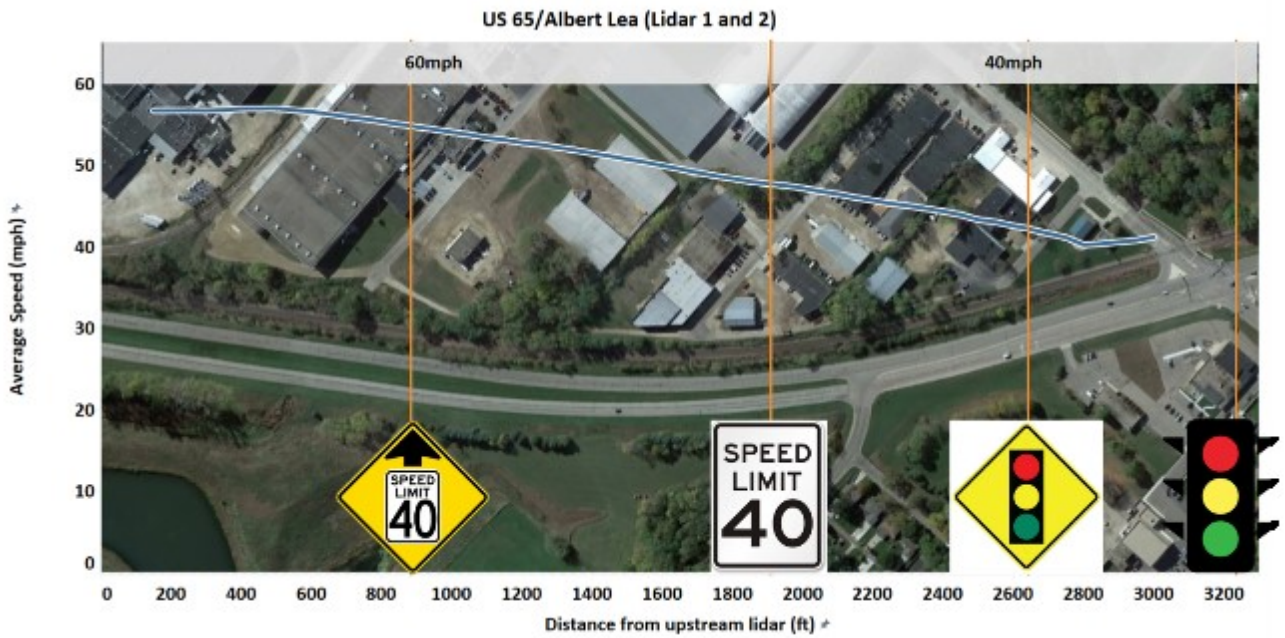 US 65/Albert Lea (Lidar 1 and 2)
60mph 40mph
60
50
40
30
20
10
0
Average Speed (mph)
SPEED
LIMIT
40
SPEED
LIMIT
40
0 200 400 600 800 1000 1200 1400 1600 1800 2000 2200 2400 2600 2800 3000 3200
Distance from upstream lidar (ft)